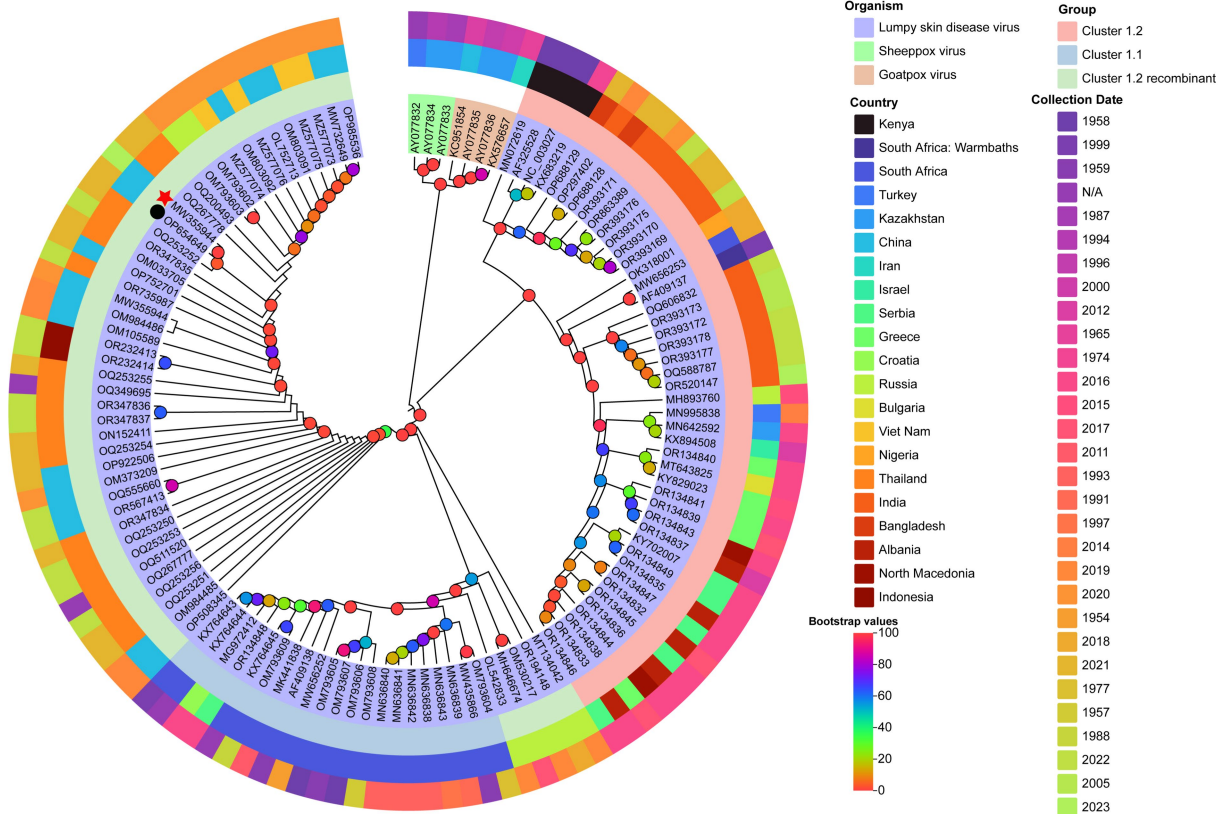 Organism
Lumpy skin disease virus
Sheeppox virus
Goatpox virus
Group
Cluster 1.2
Cluster 1.1
Cluster 1.2 recombinant
Country
Kenya
South Africa: Warmbaths
South Africa
Turkey
Kazakhstan
China
Iran
Israel
Serbia
Greece
Croatia
Russia
Bulgaria
Viet Nam
Nigeria
Thailand
India
Bangladesh
Albania
North Macedonia
Indonesia
Collection Date
1958
1999
1959
N/A
1987
1994
1996
2000
2012
1965
1974
2016
2015
2017
2011
1993
1991
1997
2014
2019
2020
1954
2018
2021
1977
1957
1988
2022
2005
2023
Bootstrap values
100
80
60
40
20
0
AY077832
AY077834
AY077833
KC951854
AY077835
AY077836
KX576657
MN072619
AF325528
NC_003027
KX683219
OP688129
OP297402
OP688128
OR393171
OR863389
OR393176
OR393175
OR393170
OR393169
OK318001
MW656253
AF409137
OQ606832
OR393173
OR393172
OR393178
OR393177
OQ588787
OR520147
MH893760
MN995838
MN642592
KX894508
OR134840
MT643825
KY829023
OR134841
OR134839
OR134843
OR134837
KY702007
OR134849
OR134835
OR134847
OR134832
OR134845
OR134836
OR134844
OR134838
OR134833
OR134846
MT134042
OR194148
OM530217
MH646674
OL542833
OM793604
MW435866
MN636839
MN636843
MN636838
MN636842
MN636841
MN636840
OM793608
OM793606
OM793607
OM793605
MW656252
AF409138
MK441838
OM793609
KX764645
OR134848
MG972412
KX764644
KX764643
OP508345
OM984485
OQ253251
OQ253256
OQ267777
OQ511520
OQ253253
OQ253250
OR347834
OR567413
OQ555660
OM373209
OP922506
OQ253254
ON152411
OR347837
OR347836
OQ349695
OQ253255
OR232414
OR232413
OM105589
OM984486
MW355944
OR735987
OP752701
OM033705
OR347835
OQ253252
OP654649
MW355944
OQ267778
OQ200245
OM793603
OM793602
MZ577074
OM803092
MZ577076
OL752713
OM803091
MZ577075
MZ577073
MW732649
OP985536